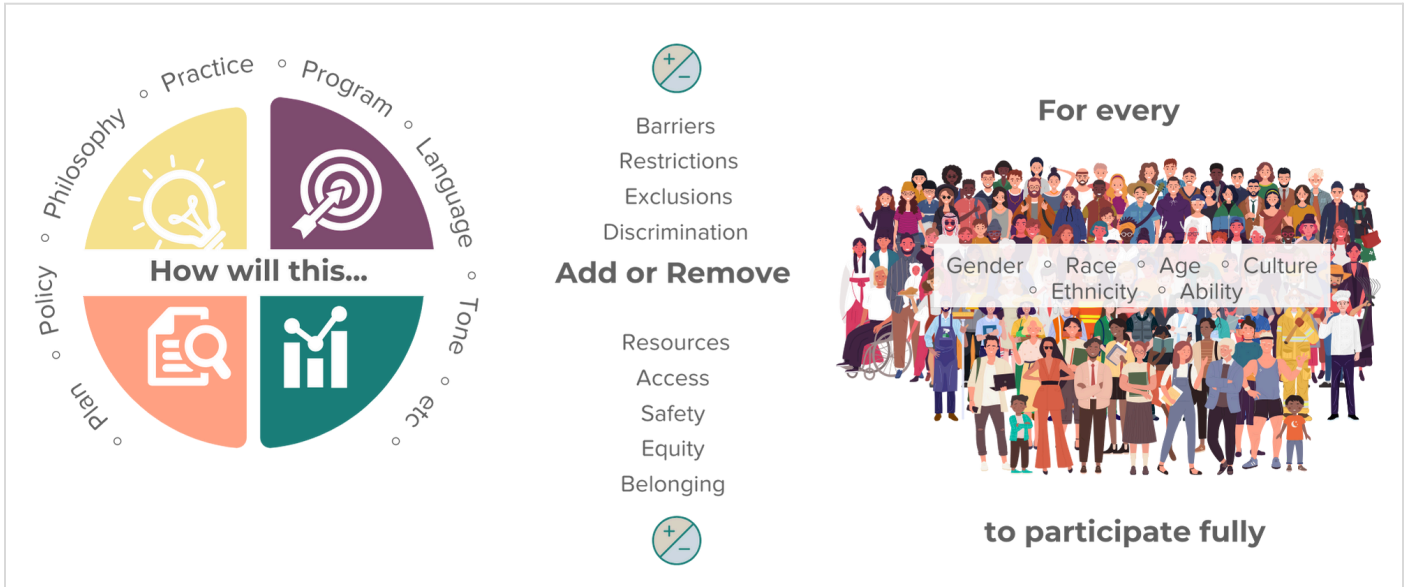 Plan ◦ Policy ◦ Philosophy ◦ Practice ◦ Program ◦ Language ◦ Tone ◦ etc ◦
How will this...
+ −
Barriers
Restrictions
Exclusions
Discrimination
Add or Remove
Resources
Access
Safety
Equity
Belonging
+ −
For every
Gender ◦ Race ◦ Age ◦ Culture
◦ Ethnicity ◦ Ability
to participate fully